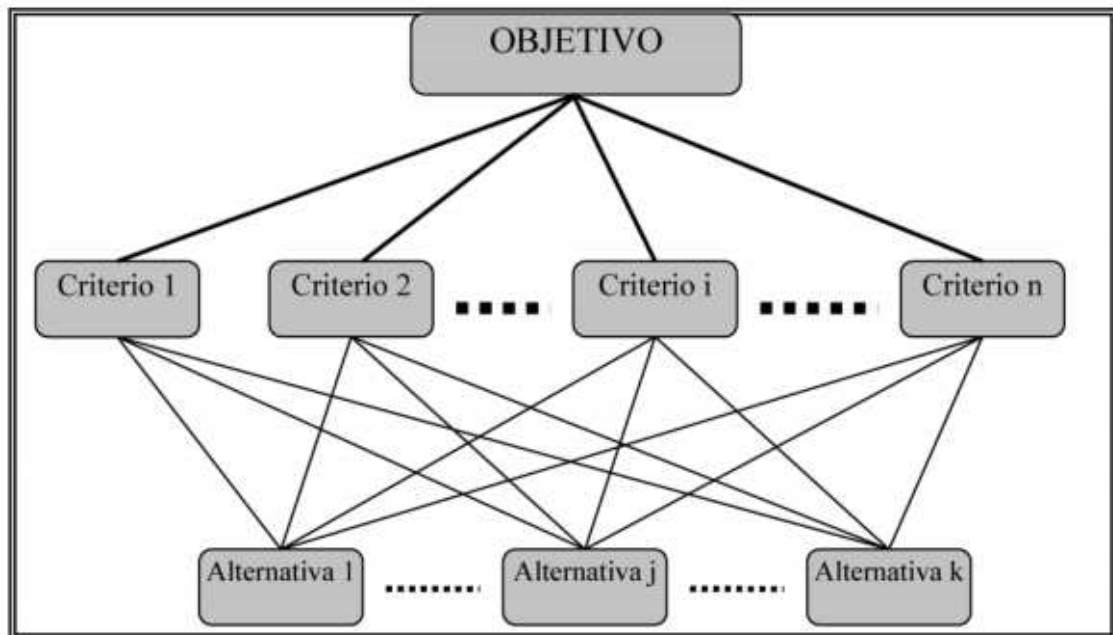 OBJETIVO
Criterio 1
Criterio 2
Criterio i
Criterio n
Alternativa 1
Alternativa j
Alternativa k